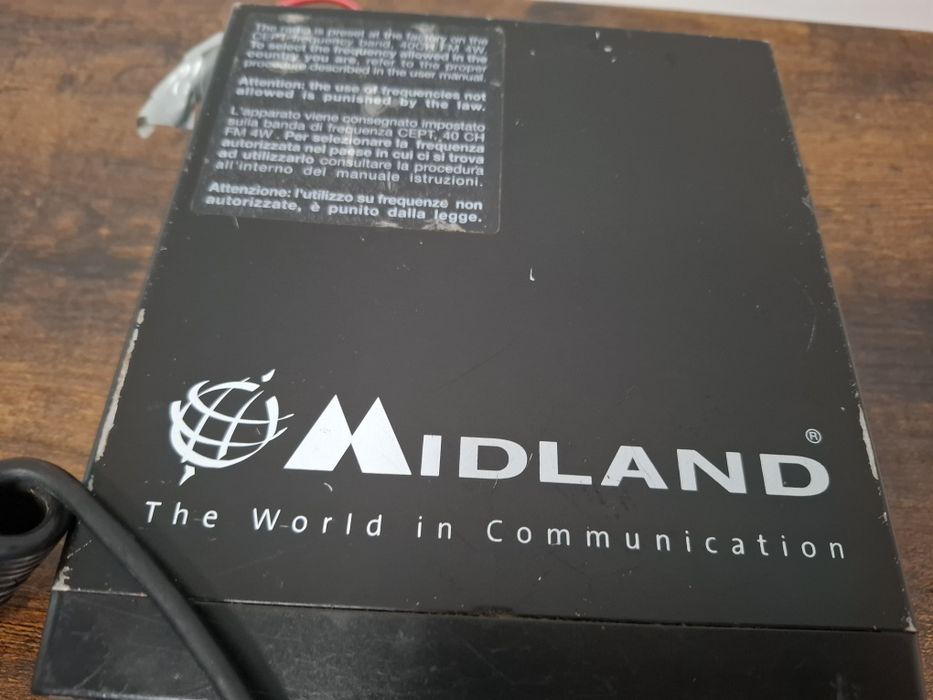 The radio is preset at the factory on the
CEPT frequency band, 40CH FM 4W.
To select the frequency allowed in the
country you are, refer to the proper
procedure described in the user manual.
Attention: the use of frequencies not
allowed is punished by the law.
L'apparato viene consegnato impostato
sulla banda di frequenza CEPT, 40 CH
FM 4W. Per selezionare la frequenza
autorizzata nel paese in cui ci si trova
ad utilizzarlo consultare la procedura
all'interno del manuale istruzioni.
Attenzione: l'utilizzo su frequenze non
autorizzate, è punito dalla legge.
MIDLAND®
The World in Communication